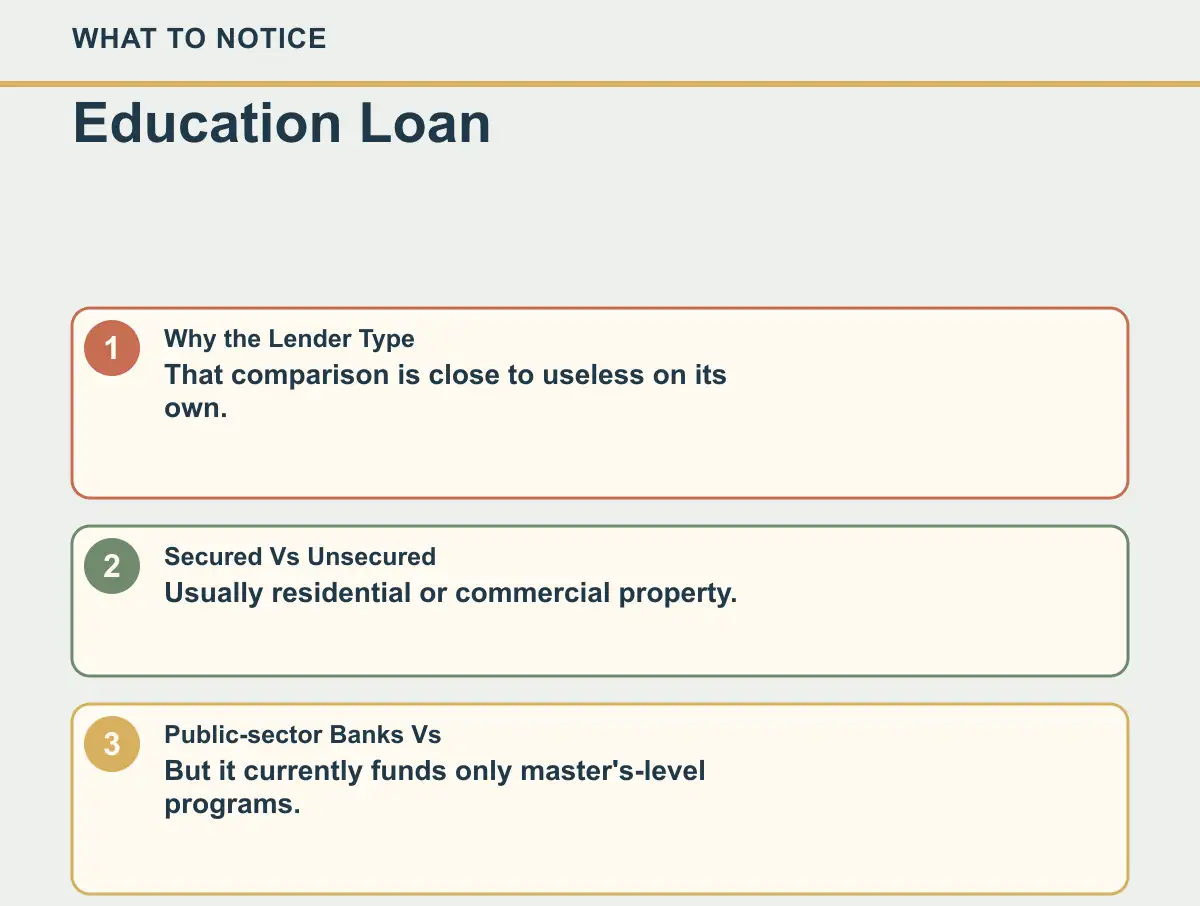 WHAT TO NOTICE
Education Loan
1
Why the Lender Type
That comparison is close to useless on its
own.
2
Secured Vs Unsecured
Usually residential or commercial property.
3
Public-sector Banks Vs
But it currently funds only master's-level
programs.